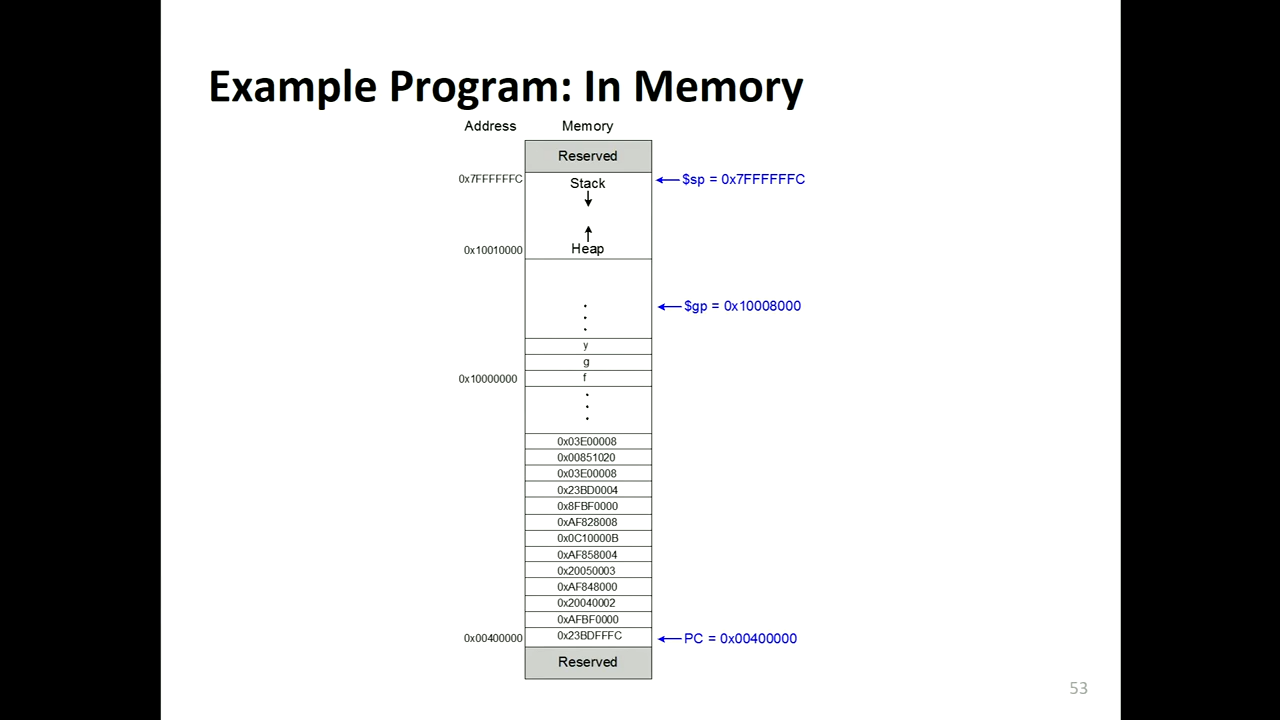 Example Program: In Memory
Address Memory
Reserved
0x7FFFFFFC Stack $sp = 0x7FFFFFFC
0x10010000 Heap
$gp = 0x10008000
y
g
0x10000000 f
0x03E00008
0x00851020
0x03E00008
0x23BD0004
0x8FBF0000
0xAF828008
0x0C10000B
0xAF858004
0x20050003
0xAF848000
0x20040002
0xAFBF0000
0x00400000 0x23BDFFFC PC = 0x00400000
Reserved
53